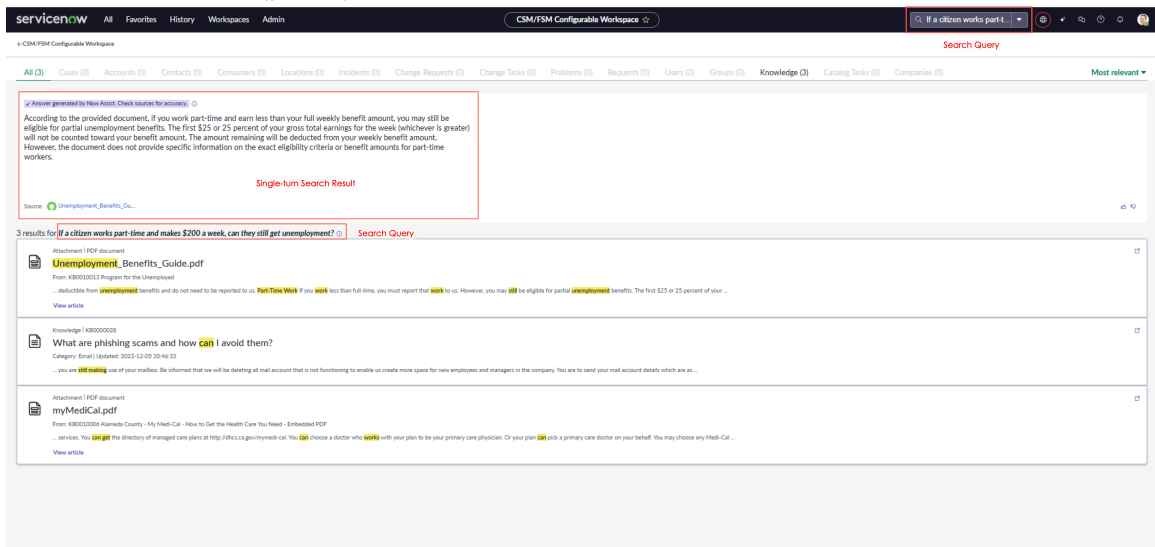 servicenow All Favorites History Workspaces Admin CSM/FSM Configurable Workspace ☆ If a citizen works part-t...
Search Query
< CSM/FSM Configurable Workspace
All (3) Cases (0) Accounts (0) Contacts (0) Consumers (0) Locations (0) Incidents (0) Change Requests (0) Change Tasks (0) Problems (0) Requests (0) Users (0) Groups (0) Knowledge (3) Catalog Tasks (0) Companies (0) Most relevant
Answer generated by Now Assist. Check sources for accuracy.
According to the provided document, if you work part-time and earn less than your full weekly benefit amount, you may still be
eligible for partial unemployment benefits. The first $25 or 25 percent of your gross total earnings for the week (whichever is greater)
will not be counted toward your benefit amount. The amount remaining will be deducted from your weekly benefit amount.
However, the document does not provide specific information on the exact eligibility criteria or benefit amounts for part-time
workers.
Single-turn Search Result
Source: Unemployment_Benefits_Gu...
3 results for If a citizen works part-time and makes $200 a week, can they still get unemployment? Search Query
Attachment | PDF document
Unemployment_Benefits_Guide.pdf
From: KB0010013 Program for the Unemployed
... deductible from unemployment benefits and do not need to be reported to us. Part-Time Work If you work less than full-time, you must report that work to us. However, you may still be eligible for partial unemployment benefits. The first $25 or 25 percent of your ...
View article
Knowledge | KB0000028
What are phishing scams and how can I avoid them?
Category: Email | Updated: 2022-12-05 20:46:33
... you are still making use of your mailbox. Be informed that we will be deleting all mail account that is not functioning to enable us create more space for new employees and managers in the company, You are to send your mail account details which are as ...
Attachment | PDF document
myMediCal.pdf
From: KB0010006 Alameda County - My Medi-Cal - How to Get the Health Care You Need - Embedded PDF
... services. You can get the directory of managed care plans at http://dhcs.ca.gov/mymedi-cal. You can choose a doctor who works with your plan to be your primary care physician. Or your plan can pick a primary care doctor on your behalf. You may choose any Medi-Cal ...
View article